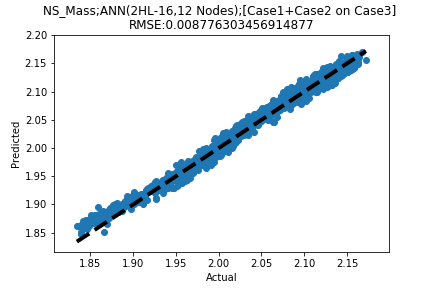 NS_Mass;ANN(2HL-16,12 Nodes);[Case1+Case2 on Case3]
RMSE:0.008776303456914877
2.20
2.15
2.10
2.05
2.00
1.95
1.90
1.85
Predicted
1.85 1.90 1.95 2.00 2.05 2.10 2.15
Actual